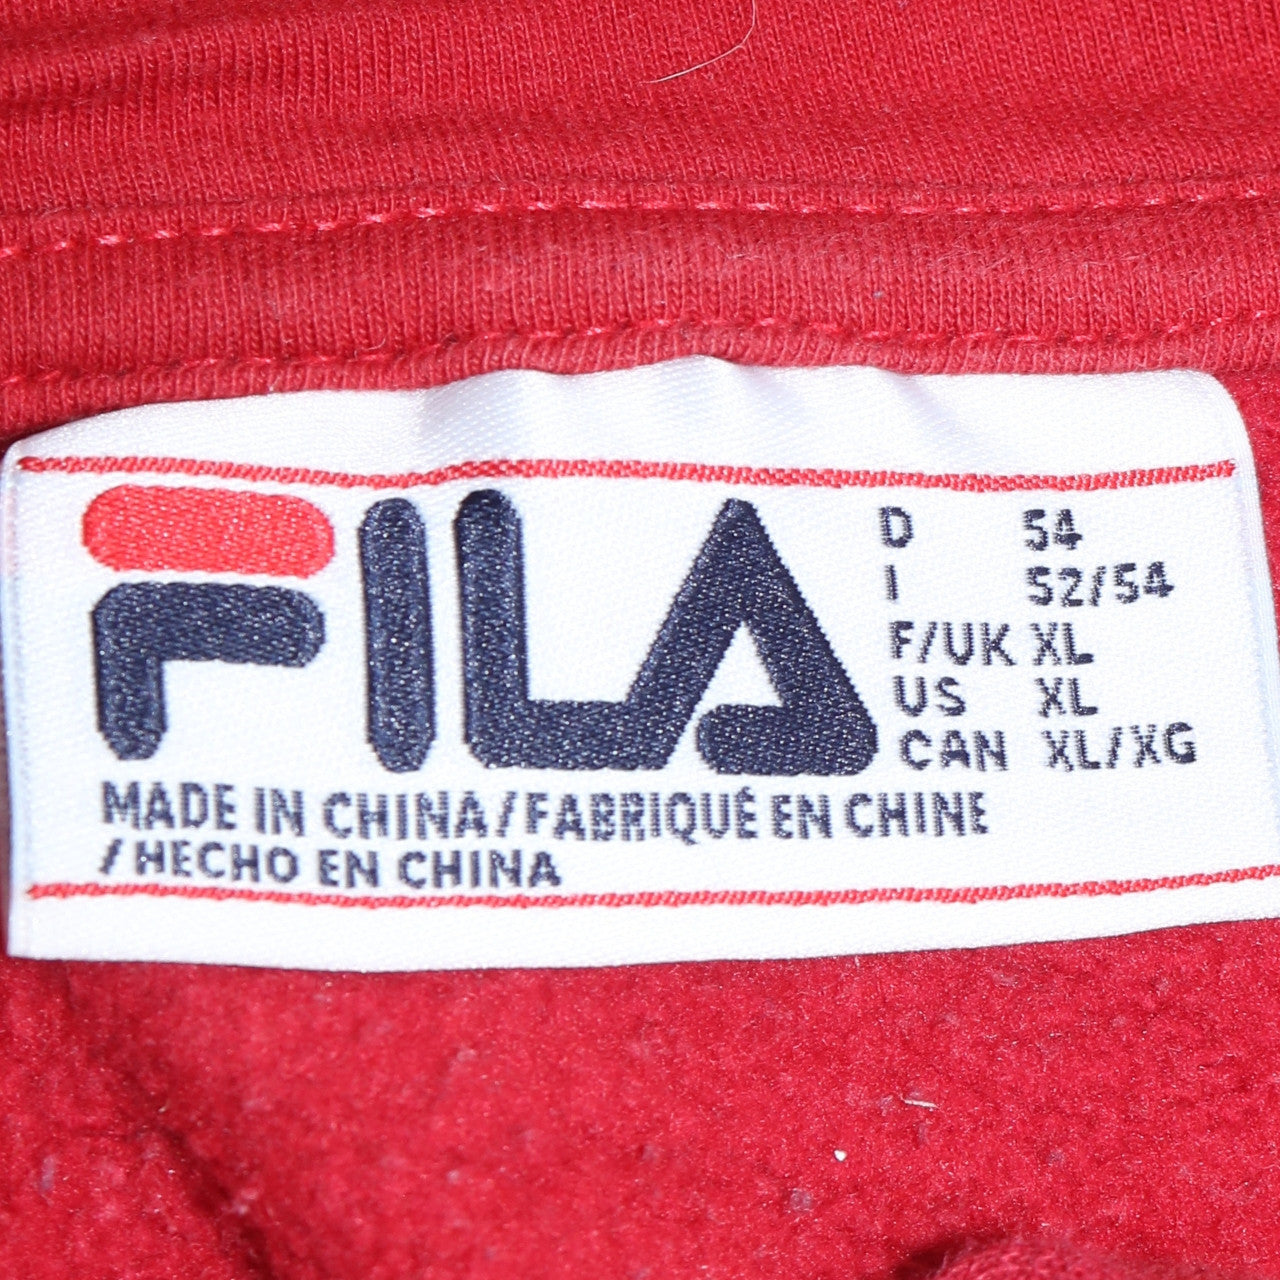 FILA
D 54
I 52/54
F/UK XL
US XL
CAN XL/XG
MADE IN CHINA/FABRIQUÉ EN CHINE
/HECHO EN CHINA